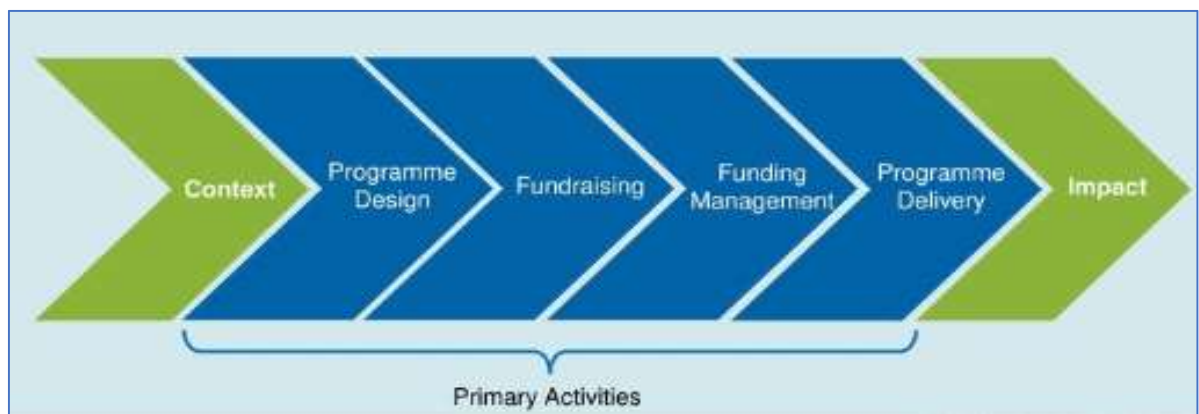 Context
Programme
Design
Fundraising
Funding
Management
Programme
Delivery
Impact
Primary Activities